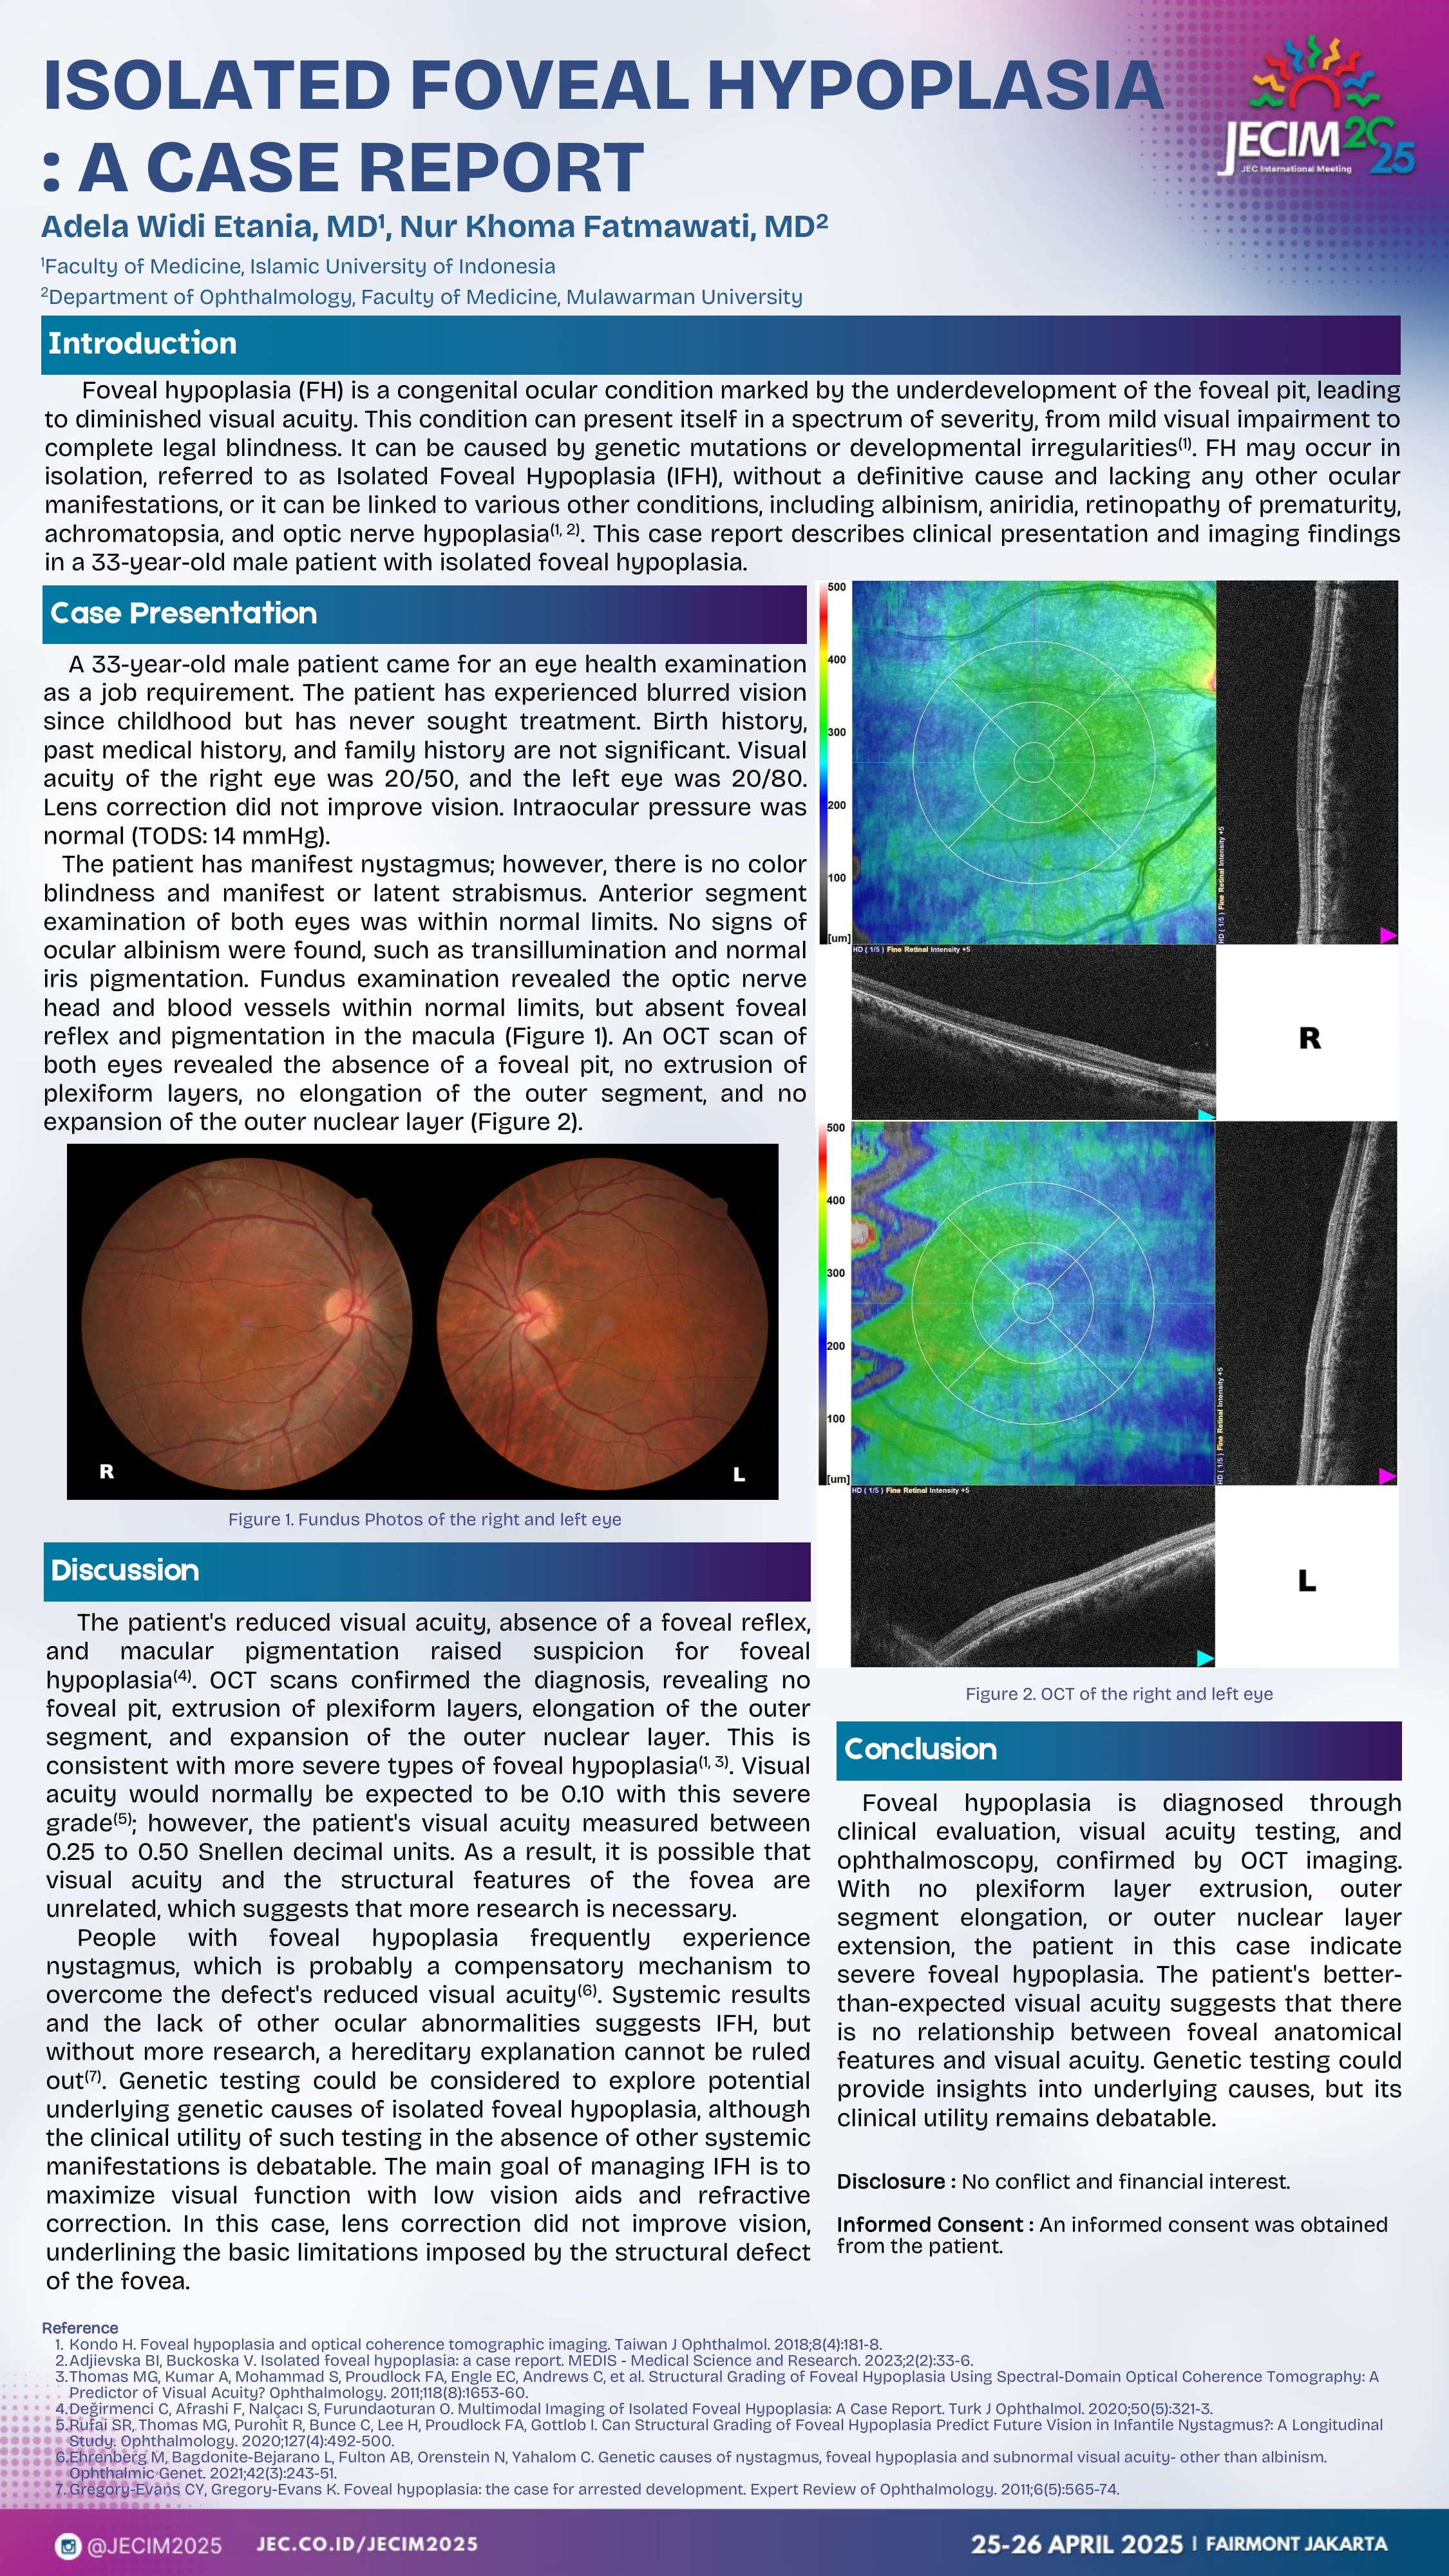 ISOLATED FOVEAL HYPOPLASIA
: A CASE REPORT
JECIM 2025
JEC International Meeting
Adela Widi Etania, MD¹, Nur Khoma Fatmawati, MD²
¹Faculty of Medicine, Islamic University of Indonesia
²Department of Ophthalmology, Faculty of Medicine, Mulawarman University
Introduction
Foveal hypoplasia (FH) is a congenital ocular condition marked by the underdevelopment of the foveal pit, leading
to diminished visual acuity. This condition can present itself in a spectrum of severity, from mild visual impairment to
complete legal blindness. It can be caused by genetic mutations or developmental irregularities(1). FH may occur in
isolation, referred to as Isolated Foveal Hypoplasia (IFH), without a definitive cause and lacking any other ocular
manifestations, or it can be linked to various other conditions, including albinism, aniridia, retinopathy of prematurity,
achromatopsia, and optic nerve hypoplasia(1, 2). This case report describes clinical presentation and imaging findings
in a 33-year-old male patient with isolated foveal hypoplasia.
Case Presentation
A 33-year-old male patient came for an eye health examination
as a job requirement. The patient has experienced blurred vision
since childhood but has never sought treatment. Birth history,
past medical history, and family history are not significant. Visual
acuity of the right eye was 20/50, and the left eye was 20/80.
Lens correction did not improve vision. Intraocular pressure was
normal (TODS: 14 mmHg).
The patient has manifest nystagmus; however, there is no color
blindness and manifest or latent strabismus. Anterior segment
examination of both eyes was within normal limits. No signs of
ocular albinism were found, such as transillumination and normal
iris pigmentation. Fundus examination revealed the optic nerve
head and blood vessels within normal limits, but absent foveal
reflex and pigmentation in the macula (Figure 1). An OCT scan of
both eyes revealed the absence of a foveal pit, no extrusion of
plexiform layers, no elongation of the outer segment, and no
expansion of the outer nuclear layer (Figure 2).
R
L
Figure 1. Fundus Photos of the right and left eye
500
400
300
200
100
[um]
HD ( 1/5 ) Fine Retinal Intensity +5
HD ( 1/5 ) Fine Retinal Intensity +5
R
500
400
300
200
100
[um]
HD ( 1/5 ) Fine Retinal Intensity +5
HD ( 1/5 ) Fine Retinal Intensity +5
L
Figure 2. OCT of the right and left eye
Discussion
The patient's reduced visual acuity, absence of a foveal reflex,
and macular pigmentation raised suspicion for foveal
hypoplasia(4). OCT scans confirmed the diagnosis, revealing no
foveal pit, extrusion of plexiform layers, elongation of the outer
segment, and expansion of the outer nuclear layer. This is
consistent with more severe types of foveal hypoplasia(1, 3). Visual
acuity would normally be expected to be 0.10 with this severe
grade(5); however, the patient's visual acuity measured between
0.25 to 0.50 Snellen decimal units. As a result, it is possible that
visual acuity and the structural features of the fovea are
unrelated, which suggests that more research is necessary.
People with foveal hypoplasia frequently experience
nystagmus, which is probably a compensatory mechanism to
overcome the defect's reduced visual acuity(6). Systemic results
and the lack of other ocular abnormalities suggests IFH, but
without more research, a hereditary explanation cannot be ruled
out(7). Genetic testing could be considered to explore potential
underlying genetic causes of isolated foveal hypoplasia, although
the clinical utility of such testing in the absence of other systemic
manifestations is debatable. The main goal of managing IFH is to
maximize visual function with low vision aids and refractive
correction. In this case, lens correction did not improve vision,
underlining the basic limitations imposed by the structural defect
of the fovea.
Conclusion
Foveal hypoplasia is diagnosed through
clinical evaluation, visual acuity testing, and
ophthalmoscopy, confirmed by OCT imaging.
With no plexiform layer extrusion, outer
segment elongation, or outer nuclear layer
extension, the patient in this case indicate
severe foveal hypoplasia. The patient's better-
than-expected visual acuity suggests that there
is no relationship between foveal anatomical
features and visual acuity. Genetic testing could
provide insights into underlying causes, but its
clinical utility remains debatable.
Disclosure : No conflict and financial interest.
Informed Consent : An informed consent was obtained
from the patient.
Reference
1. Kondo H. Foveal hypoplasia and optical coherence tomographic imaging. Taiwan J Ophthalmol. 2018;8(4):181-8.
2. Adjievska BI, Buckoska V. Isolated foveal hypoplasia: a case report. MEDIS - Medical Science and Research. 2023;2(2):33-6.
3. Thomas MG, Kumar A, Mohammad S, Proudlock FA, Engle EC, Andrews C, et al. Structural Grading of Foveal Hypoplasia Using Spectral-Domain Optical Coherence Tomography: A
Predictor of Visual Acuity? Ophthalmology. 2011;118(8):1653-60.
4. Değirmenci C, Afrashi F, Nalçacı S, Furundaoturan O. Multimodal Imaging of Isolated Foveal Hypoplasia: A Case Report. Turk J Ophthalmol. 2020;50(5):321-3.
5. Rufai SR, Thomas MG, Purohit R, Bunce C, Lee H, Proudlock FA, Gottlob I. Can Structural Grading of Foveal Hypoplasia Predict Future Vision in Infantile Nystagmus?: A Longitudinal
Study. Ophthalmology. 2020;127(4):492-500.
6. Ehrenberg M, Bagdonite-Bejarano L, Fulton AB, Orenstein N, Yahalom C. Genetic causes of nystagmus, foveal hypoplasia and subnormal visual acuity- other than albinism.
Ophthalmic Genet. 2021;42(3):243-51.
7. Gregory-Evans CY, Gregory-Evans K. Foveal hypoplasia: the case for arrested development. Expert Review of Ophthalmology. 2011;6(5):565-74.
@JECIM2025
JEC.CO.ID/JECIM2025
25-26 APRIL 2025 | FAIRMONT JAKARTA